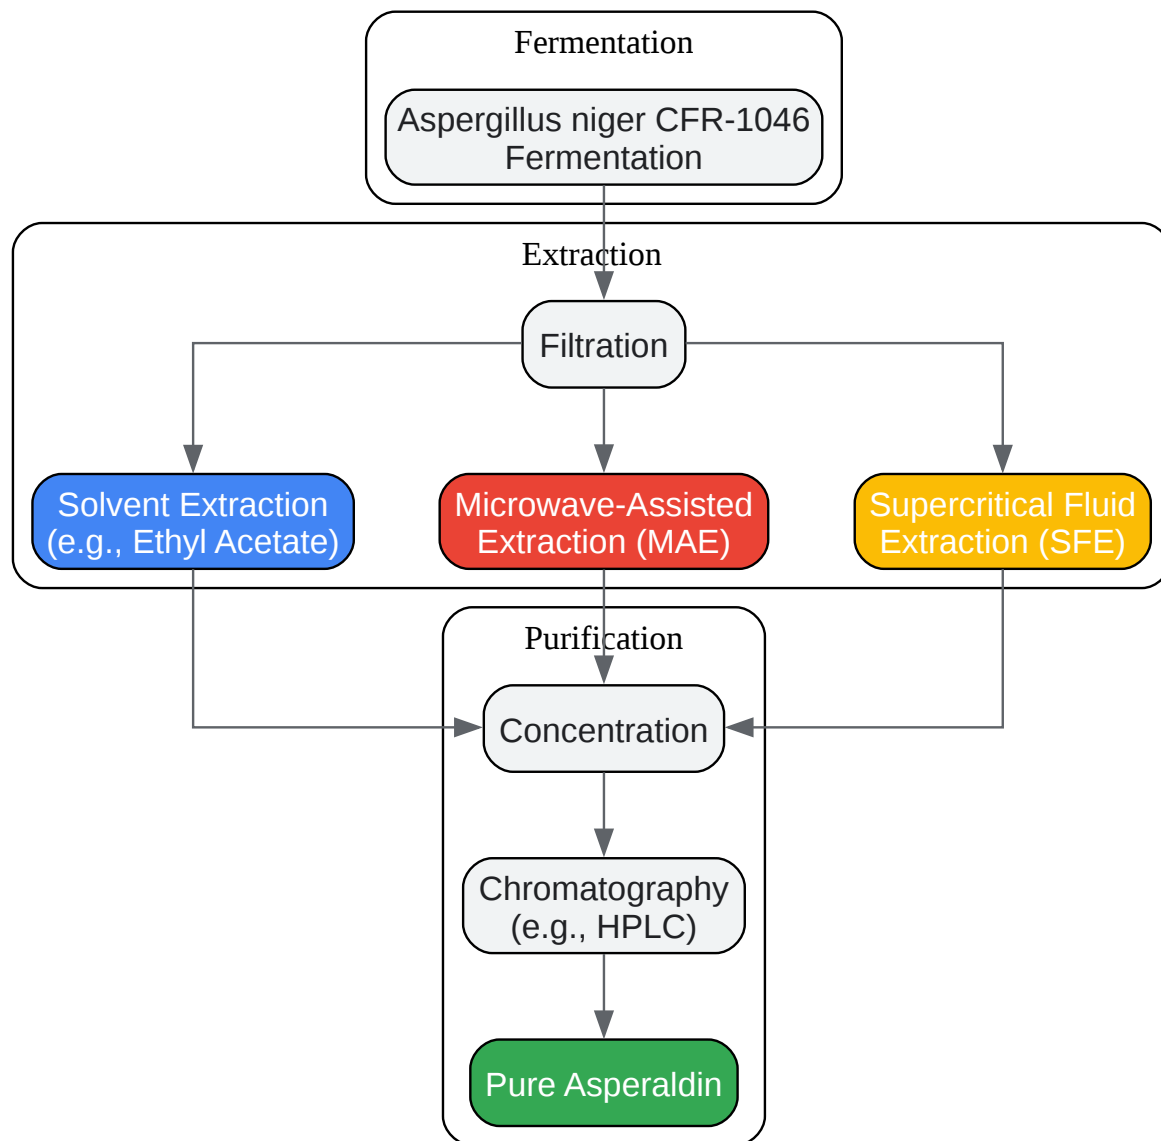 Fermentation
Aspergillus niger CFR-1046
Fermentation
Extraction
Filtration
Solvent Extraction
(e.g., Ethyl Acetate)
Microwave-Assisted
Extraction (MAE)
Supercritical Fluid
Extraction (SFE)
Purification
Concentration
Chromatography
(e.g., HPLC)
Pure Asperaldin